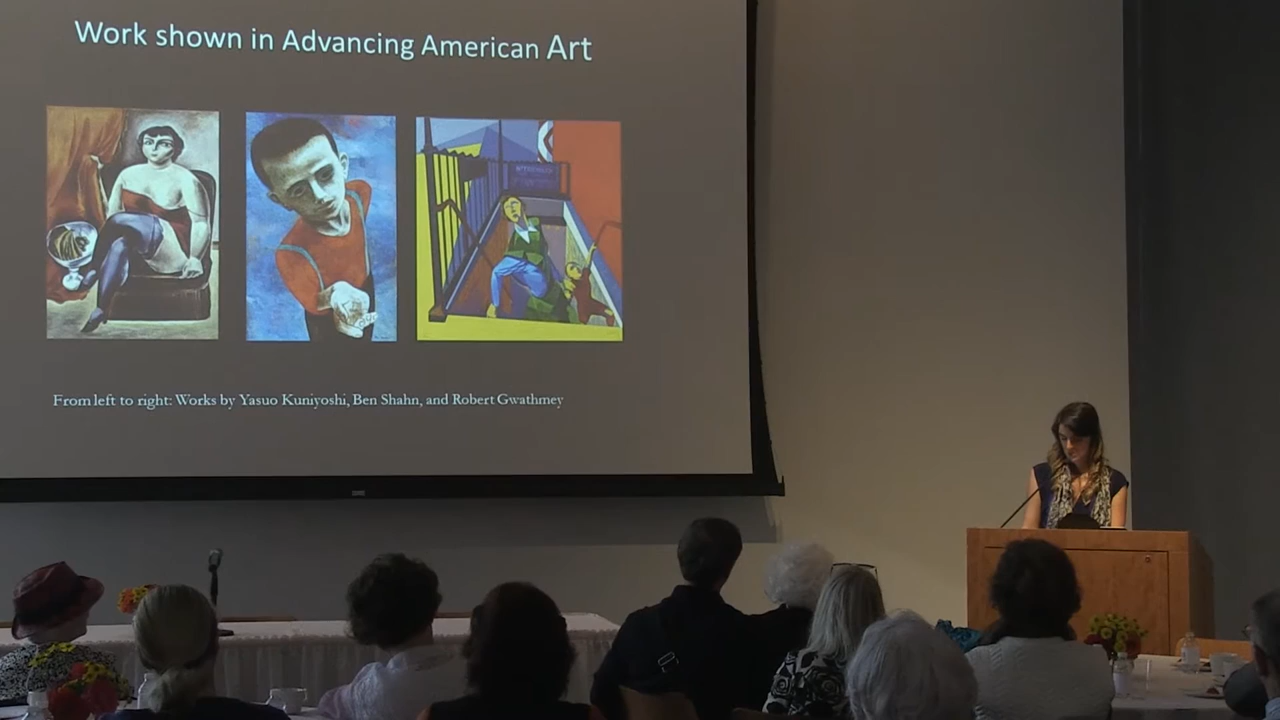 Work shown in Advancing American Art
From left to right: Works by Yasuo Kuniyoshi, Ben Shahn, and Robert Gwathmey